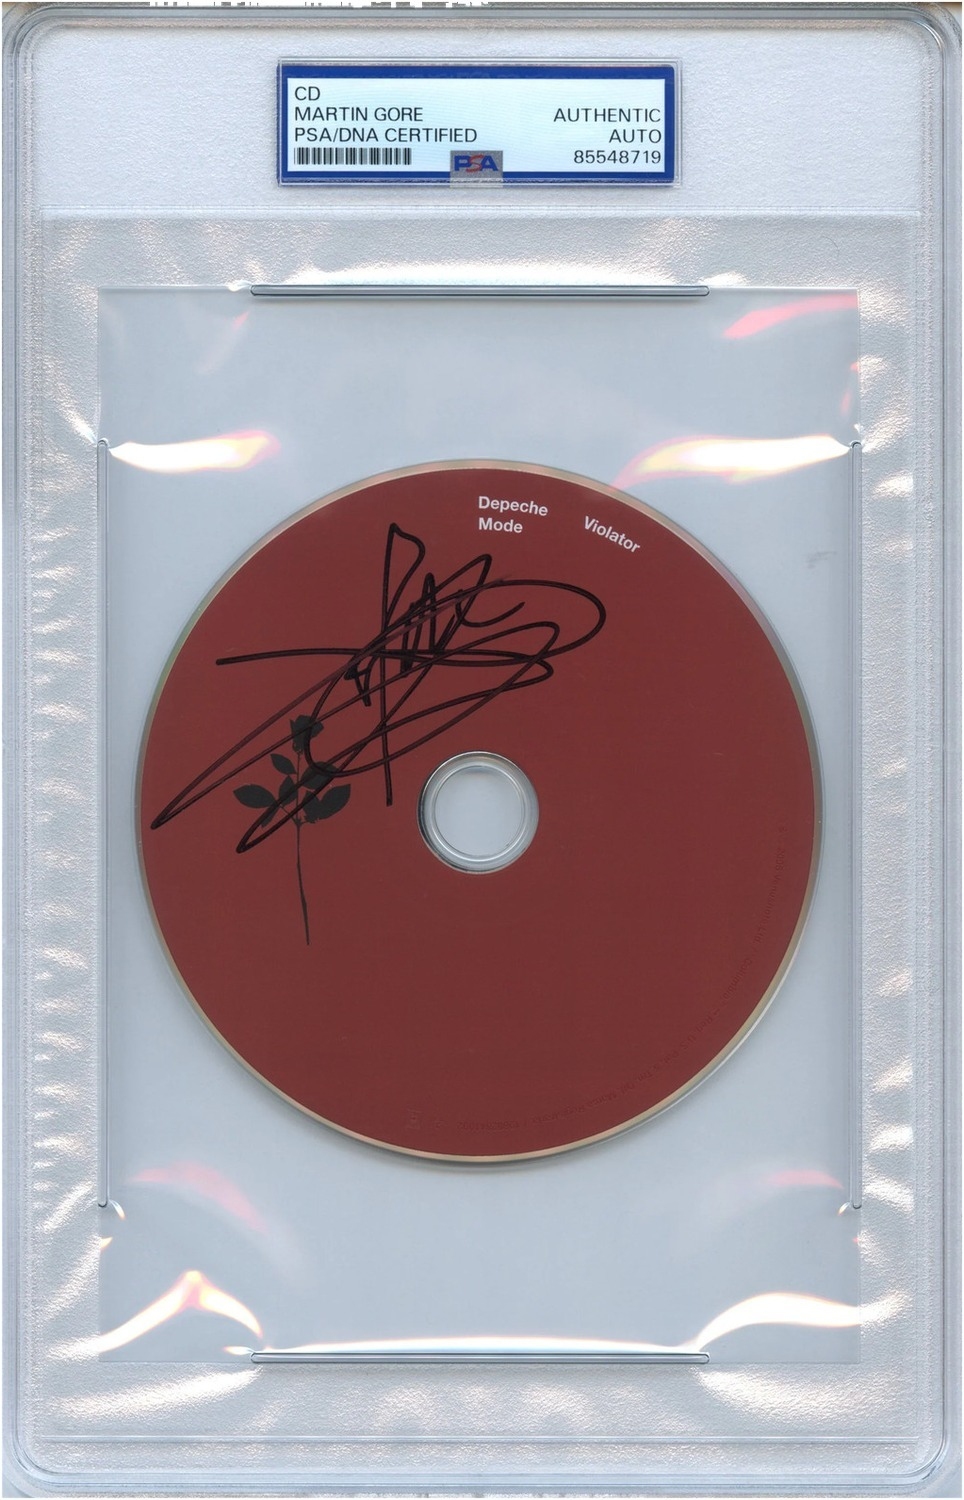 CD
MARTIN GORE
PSA/DNA CERTIFIED
AUTHENTIC
AUTO
85548719
PSA
Depeche
Mode
Violator